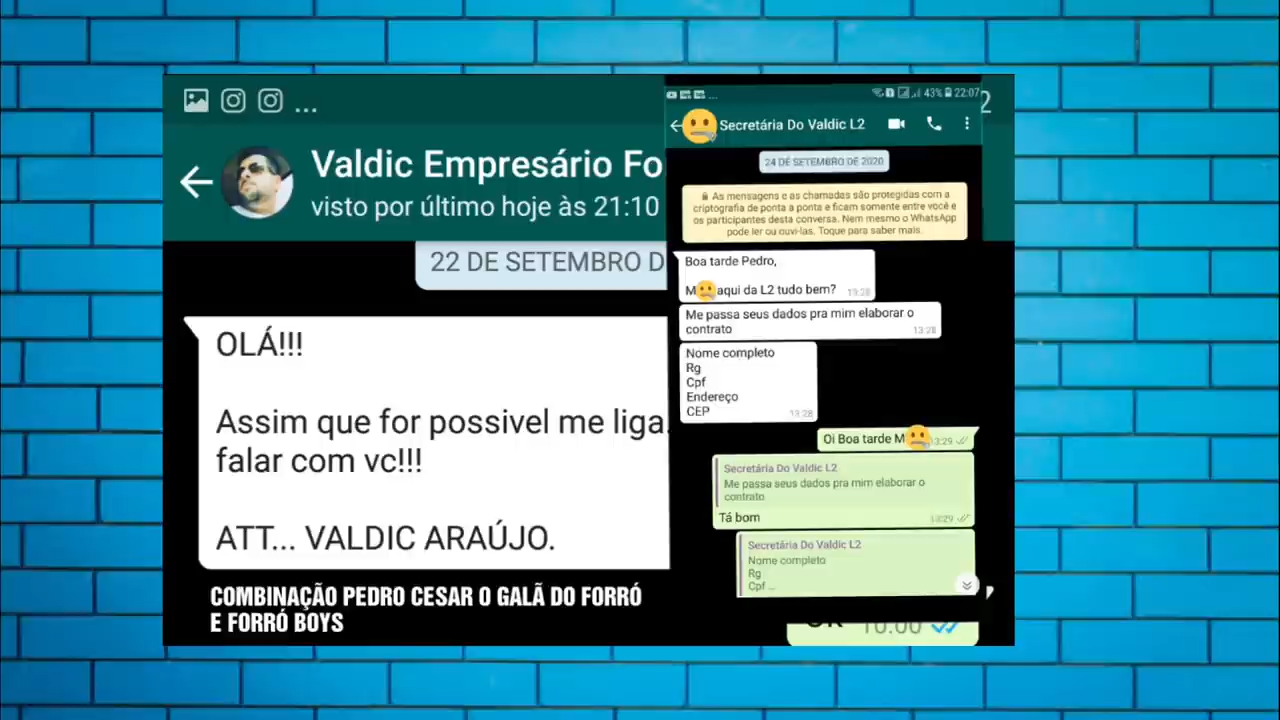 ...
Valdic Empresário Fo
visto por último hoje às 21:10
22 DE SETEMBRO D
OLÁ!!!
Assim que for possivel me liga.
falar com vc!!!
ATT... VALDIC ARAÚJO.
COMBINAÇÃO PEDRO CESAR O GALÃ DO FORRÓ
E FORRÓ BOYS
... 43% 22:07
2
Secretária Do Valdic L2
24 DE SETEMBRO DE 2020
As mensagens e as chamadas são protegidas com a
criptografia de ponta a ponta e ficam somente entre você e
os participantes desta conversa. Nem mesmo o WhatsApp
pode ler ou ouvi-las. Toque para saber mais.
Boa tarde Pedro,
M aqui da L2 tudo bem? 13:28
Me passa seus dados pra mim elaborar o
contrato 13:28
Nome completo
Rg
Cpf
Endereço
CEP 13:28
Oi Boa tarde M 13:29
Secretária Do Valdic L2
Me passa seus dados pra mim elaborar o
contrato
Tá bom 13:29
Secretária Do Valdic L2
Nome completo
Rg
Cpf ...